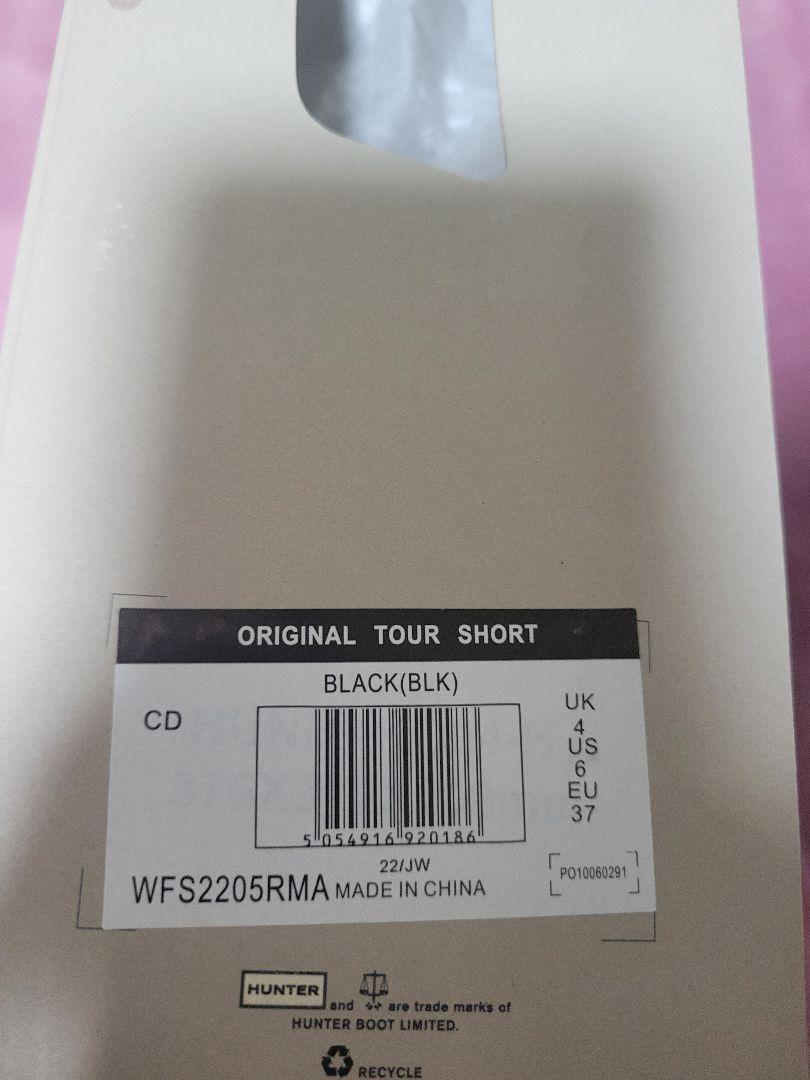 ORIGINAL TOUR SHORT
BLACK(BLK)
CD
UK
4
US
6
EU
37
5 054916 920186
22/JW
WFS2205RMA MADE IN CHINA
PO10060291
HUNTER and are trade marks of
HUNTER BOOT LIMITED.
RECYCLE